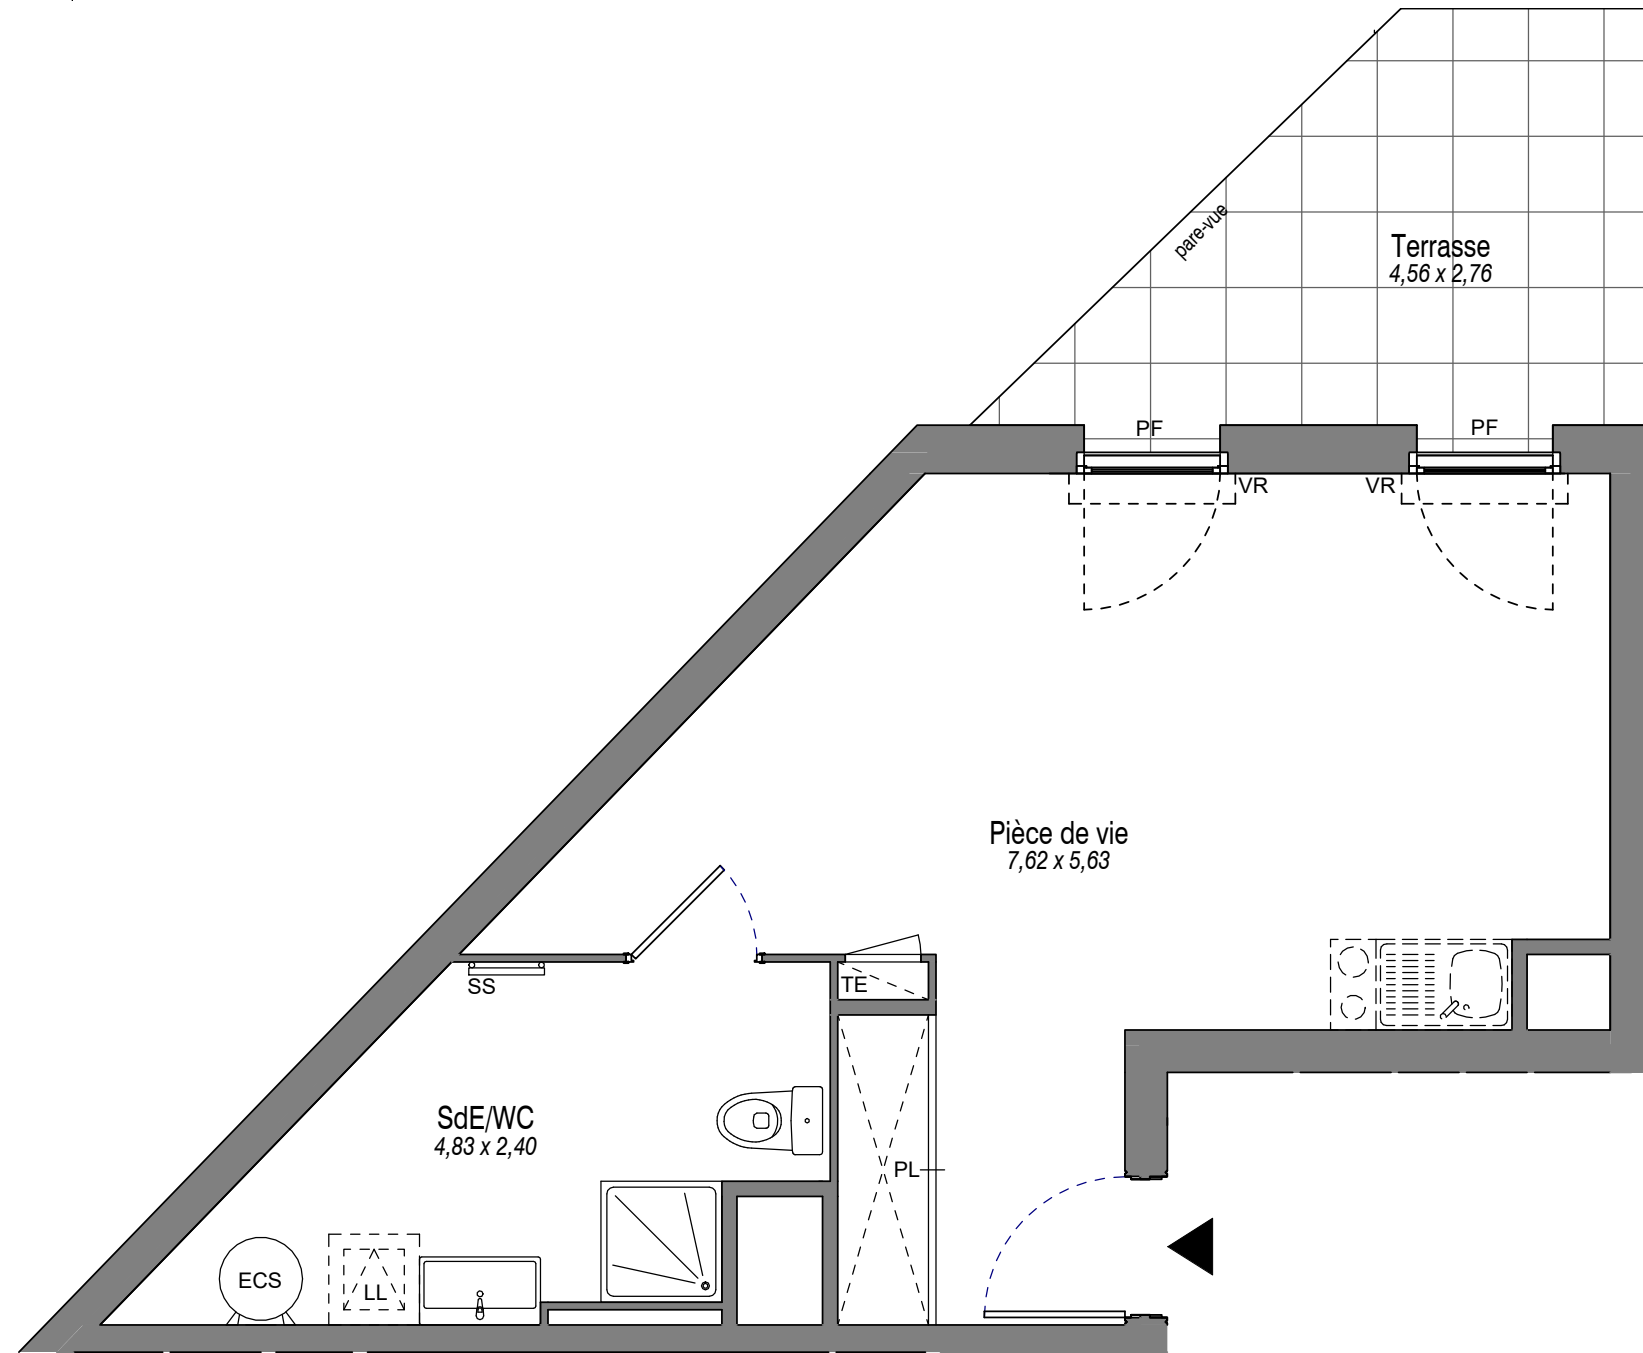 pare-vue
Terrasse
4,56 x 2,76
PF
PF
VR
VR
Pièce de vie
7,62 x 5,63
SS
TE
SdE/WC
4,83 x 2,40
PL
ECS
LL